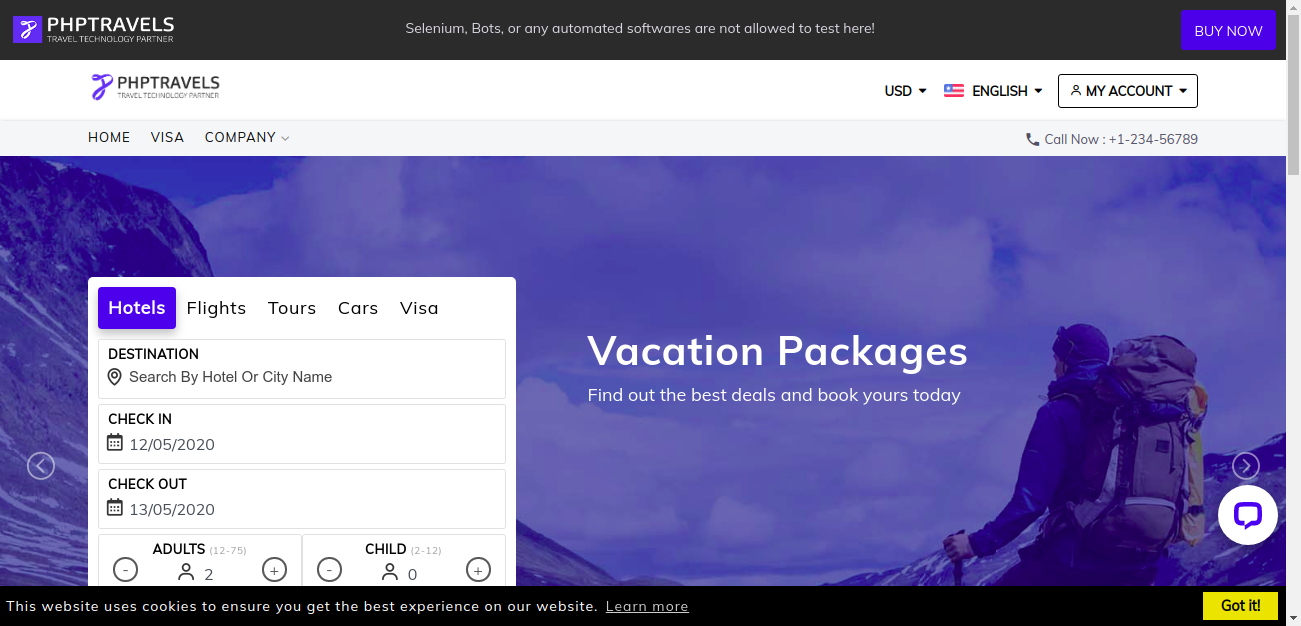 PHPTRAVELS
TRAVEL TECHNOLOGY PARTNER
Selenium, Bots, or any automated softwares are not allowed to test here!
BUY NOW
PHPTRAVELS
TRAVEL TECHNOLOGY PARTNER
USD ENGLISH MY ACCOUNT
HOME VISA COMPANY
Call Now : +1-234-56789
Hotels Flights Tours Cars Visa
DESTINATION
Search By Hotel Or City Name
CHECK IN
12/05/2020
CHECK OUT
13/05/2020
ADULTS (12-75)
- 2 +
CHILD (2-12)
- 0 +
Vacation Packages
Find out the best deals and book yours today
This website uses cookies to ensure you get the best experience on our website. Learn more
Got it!